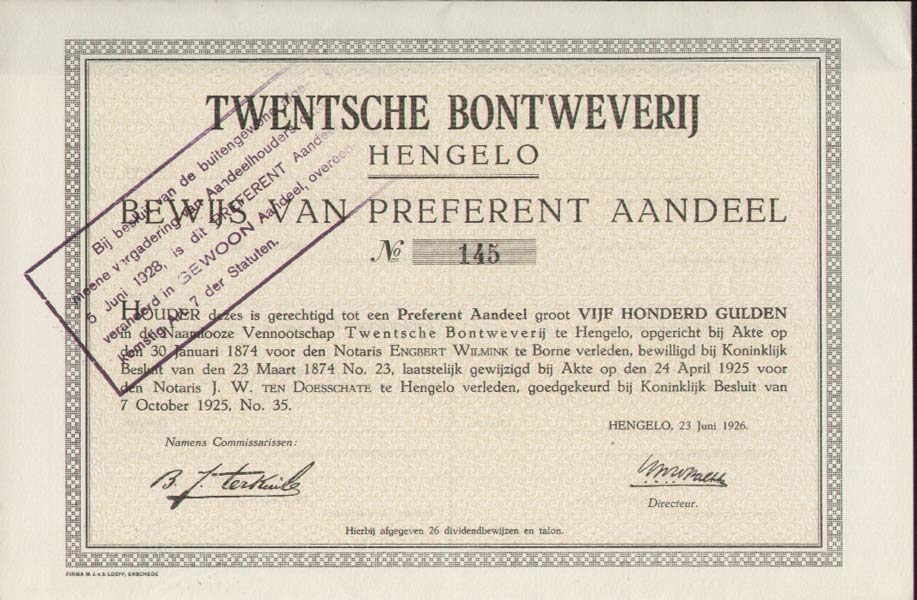 TWENTSCHE BONTWEVERIJ
HENGELO
BEWIJS VAN PREFERENT AANDEEL
No 145
HOUDER dezes is gerechtigd tot een Preferent Aandeel groot VIJF HONDERD GULDEN
in de Naamlooze Vennootschap Twentsche Bontweverij te Hengelo, opgericht bij Akte op
den 30 Januari 1874 voor den Notaris ENGBERT WILMINK te Borne verleden, bewilligd bij Koninklijk
Besluit van den 23 Maart 1874 No. 23, laatstelijk gewijzigd bij Akte op den 24 April 1925 voor
den Notaris J. W. TEN DOESSCHATE te Hengelo verleden, goedgekeurd bij Koninklijk Besluit van
7 October 1925, No. 35.
HENGELO, 23 Juni 1926.
Namens Commissarissen:
B. J. ter Kuile
Directeur.
Hierbij afgegeven 26 dividendbewijzen en talon.
FIRMA W. J. v. d. LOEFF, ENSCHEDE
Bij besluit van de buitengewone Alge-
meene vergadering van Aandeelhouders
5 Juni 1928, is dit PREFERENT Aandeel
veranderd in GEWOON Aandeel, overeen-
komstig Art. 7 der Statuten.